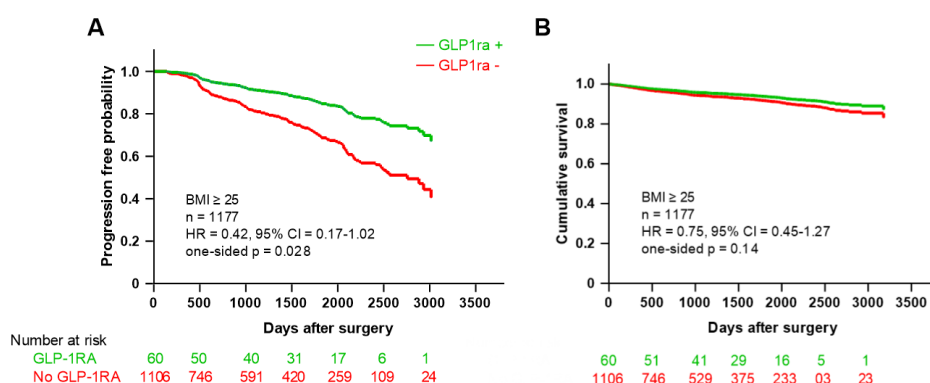 A
GLP1ra +
GLP1ra -
Progression free probability
1.0
0.8
0.6
0.4
0.2
0
BMI ≥ 25
n = 1177
HR = 0.42, 95% CI = 0.17-1.02
one-sided p = 0.028
0 500 1000 1500 2000 2500 3000 3500
Days after surgery
Number at risk
GLP-1RA 60 50 40 31 17 6 1
No GLP-1RA 1106 746 591 420 259 109 24
B
Cumulative survival
1.0
0.8
0.6
0.4
0.2
0
BMI ≥ 25
n = 1177
HR = 0.75, 95% CI = 0.45-1.27
one-sided p = 0.14
0 500 1000 1500 2000 2500 3000 3500
Days after surgery
60 51 41 29 16 5 1
1106 746 529 375 233 03 23